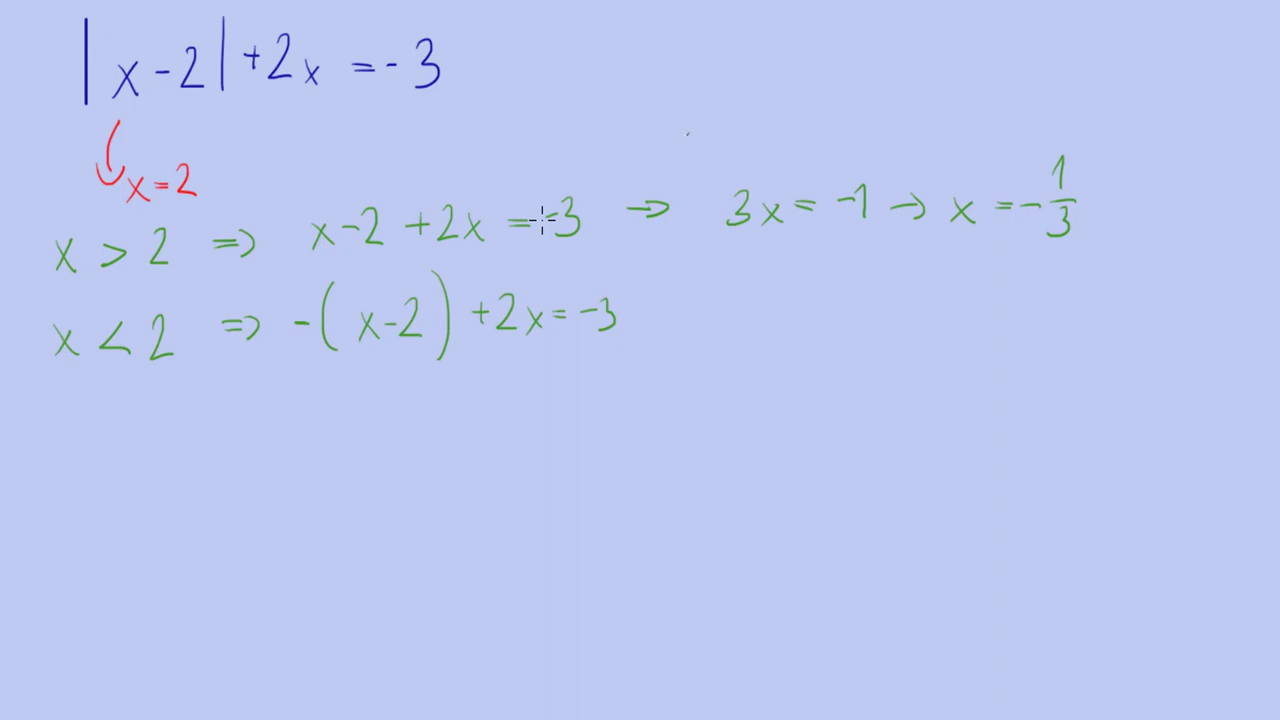 |x-2|+2x=-3
x=2
x>2 ⇒ x-2+2x=-3 → 3x=-1 → x=-1/3
x<2 ⇒ -(x-2)+2x=-3